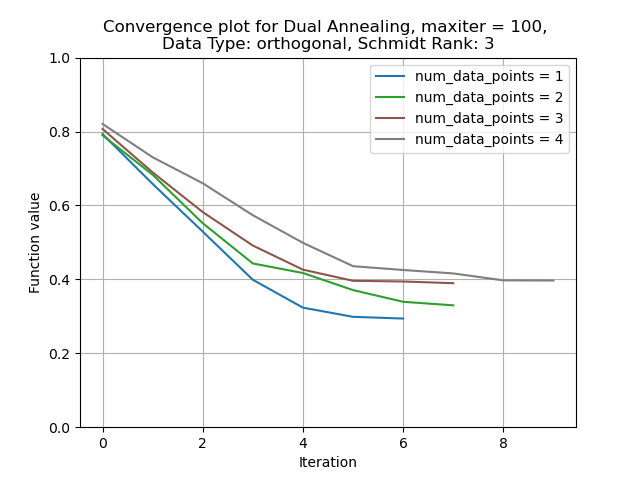 Convergence plot for Dual Annealing, maxiter = 100,
Data Type: orthogonal, Schmidt Rank: 3
num_data_points = 1
num_data_points = 2
num_data_points = 3
num_data_points = 4
1.0
0.8
0.6
0.4
0.2
0.0
Function value
0 2 4 6 8
Iteration